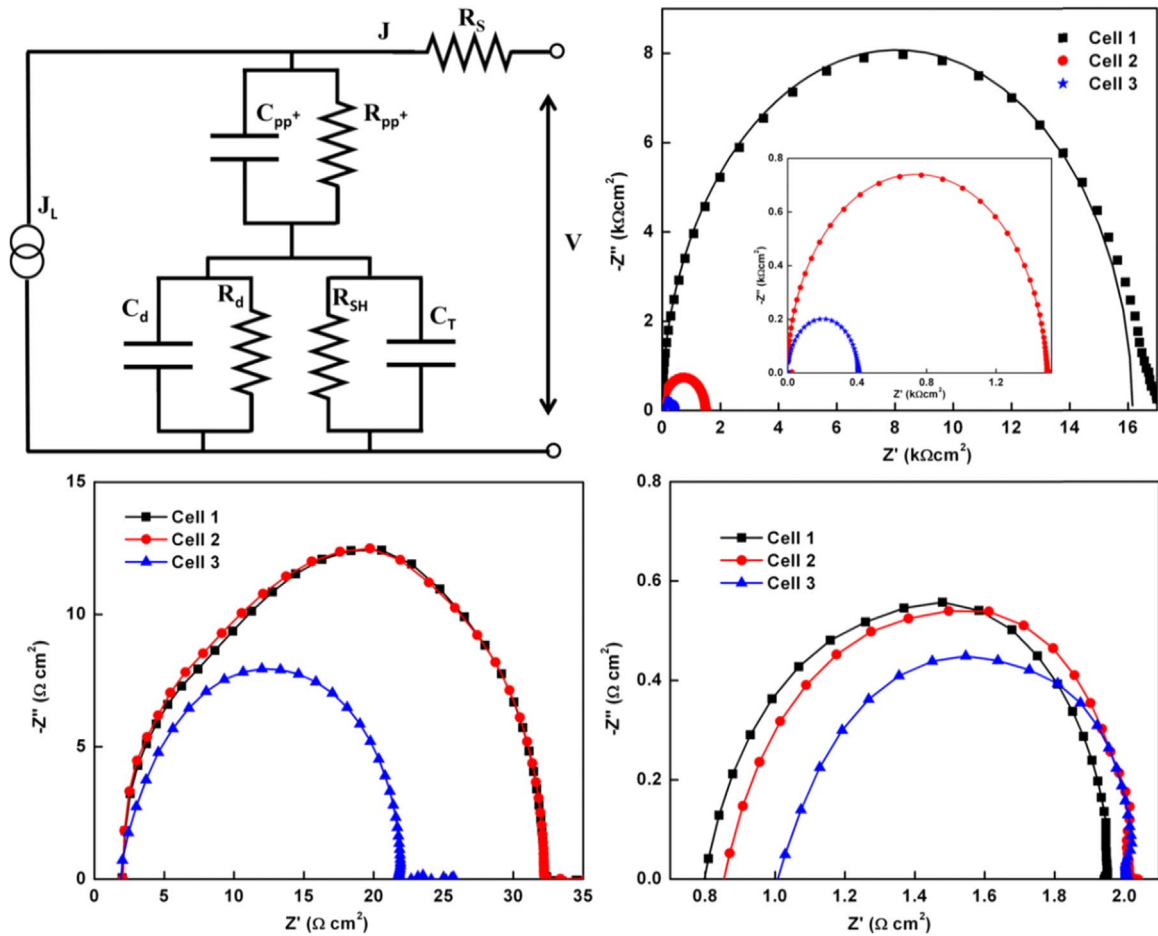 J
R_S
C_pp+
R_pp+
J_L
V
C_d
R_d
R_SH
C_T
Cell 1
Cell 2
Cell 3
-Z'' (kΩcm²)
8
6
4
2
0
0 2 4 6 8 10 12 14 16
Z' (kΩcm²)
-Z'' (kΩcm²)
0.8
0.6
0.4
0.2
0.0
0.0 0.4 0.8 1.2
Z' (kΩcm²)
Cell 1
Cell 2
Cell 3
-Z'' (Ω cm²)
15
10
5
0
0 5 10 15 20 25 30 35
Z' (Ω cm²)
Cell 1
Cell 2
Cell 3
-Z'' (Ω cm²)
0.8
0.6
0.4
0.2
0.0
0.8 1.0 1.2 1.4 1.6 1.8 2.0
Z' (Ω cm²)